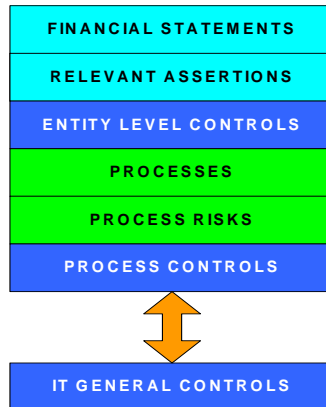 FINANCIAL STATEMENTS
RELEVANT ASSERTIONS
ENTITY LEVEL CONTROLS
PROCESSES
PROCESS RISKS
PROCESS CONTROLS
IT GENERAL CONTROLS